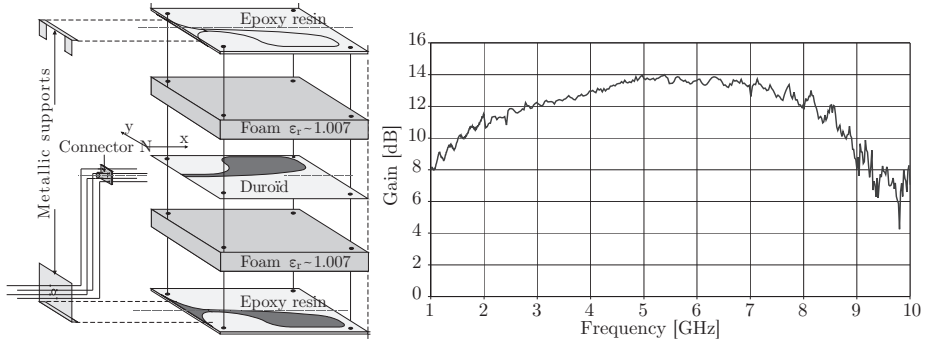 Epoxy resin
Foam εr~1.007
y
x
Connector N
Metallic supports
Duroïd
Foam εr~1.007
Epoxy resin
16
14
12
10
8
6
4
2
0
Gain [dB]
1 2 3 4 5 6 7 8 9 10
Frequency [GHz]